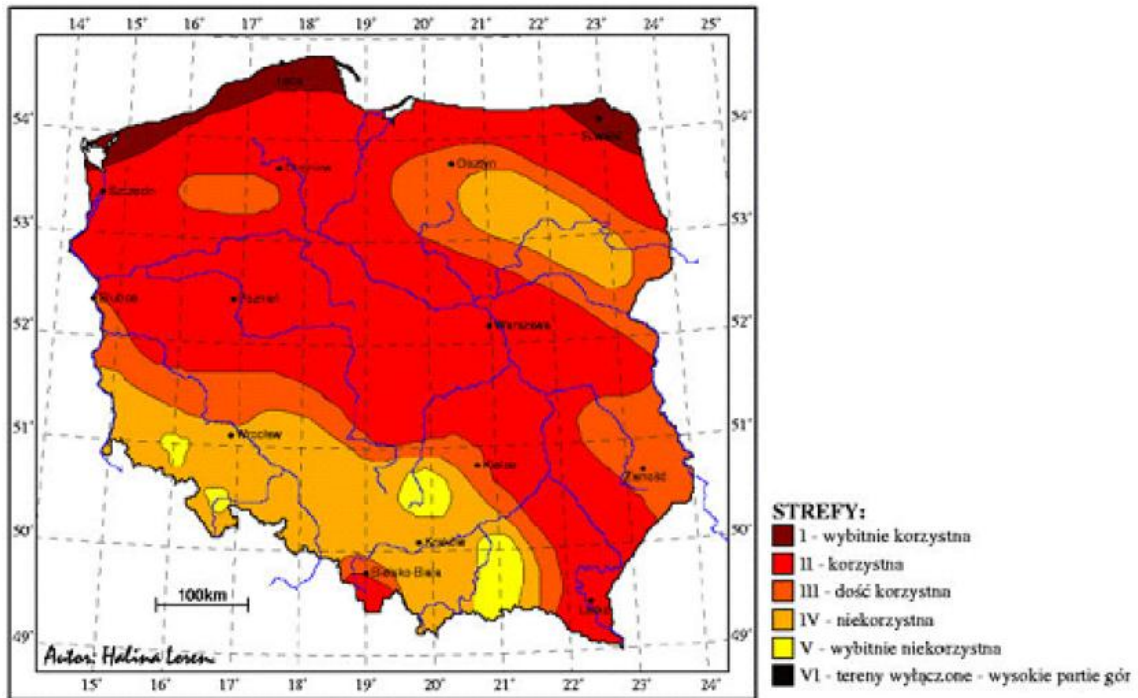 14° 15° 16° 17° 18° 19° 20° 21° 22° 23° 24° 25°
54° 54°
Suwałki
Olsztyn
Chojnice
Szczecin
53° 53°
Słubice
Poznań
52° Warszawa 52°
51° Wrocław 51°
Kielce
Zamość
50° Kraków 50°
Bielsko-Biała
100km
Lesko
49° 49°
Autor: Halina Loren.
15° 16° 17° 18° 19° 20° 21° 22° 23° 24°
STREFY:
I - wybitnie korzystna
II - korzystna
III - dość korzystna
IV - niekorzystna
V - wybitnie niekorzystna
VI - tereny wyłączone - wysokie partie gór